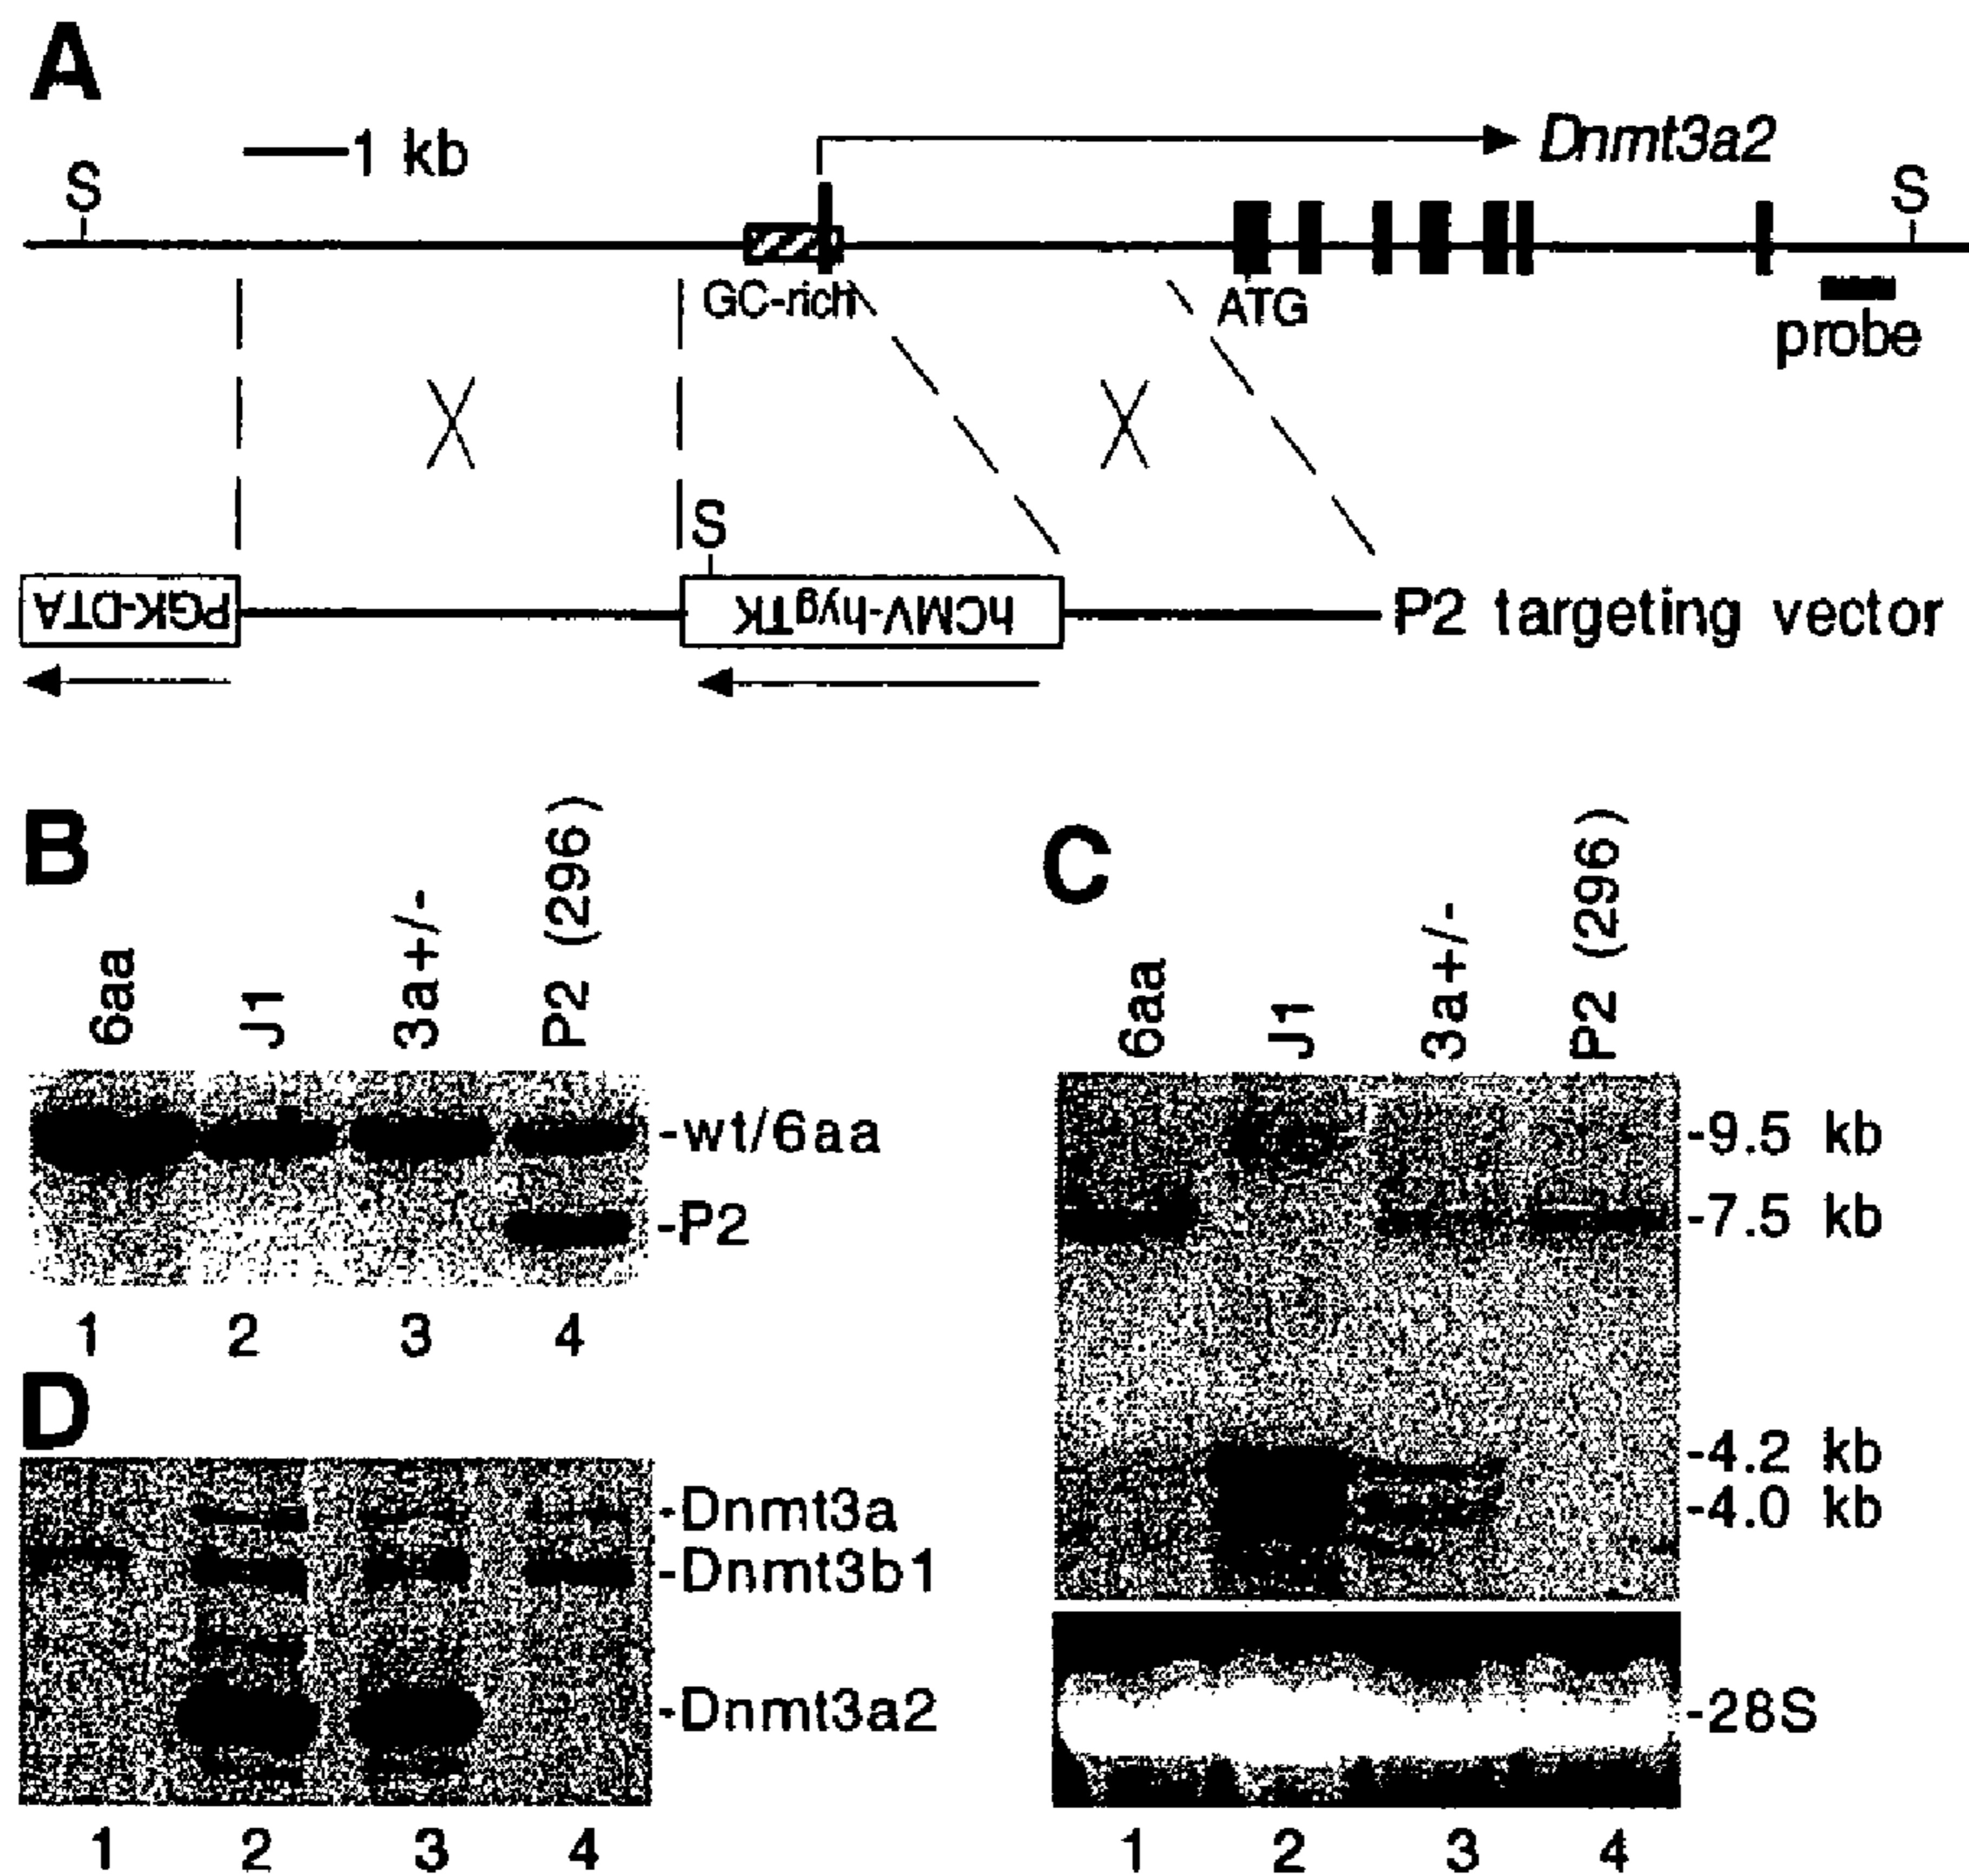 A
1 kb
Dnmt3a2
S
S
GC-rich
ATG
probe
S
PGK-DTA
hCMV-hygTK
P2 targeting vector
B
6aa
J1
3a+/-
P2 (296)
-wt/6aa
-P2
1 2 3 4
C
6aa
J1
3a+/-
P2 (296)
-9.5 kb
-7.5 kb
-4.2 kb
-4.0 kb
-28S
1 2 3 4
D
-Dnmt3a
-Dnmt3b1
-Dnmt3a2
1 2 3 4